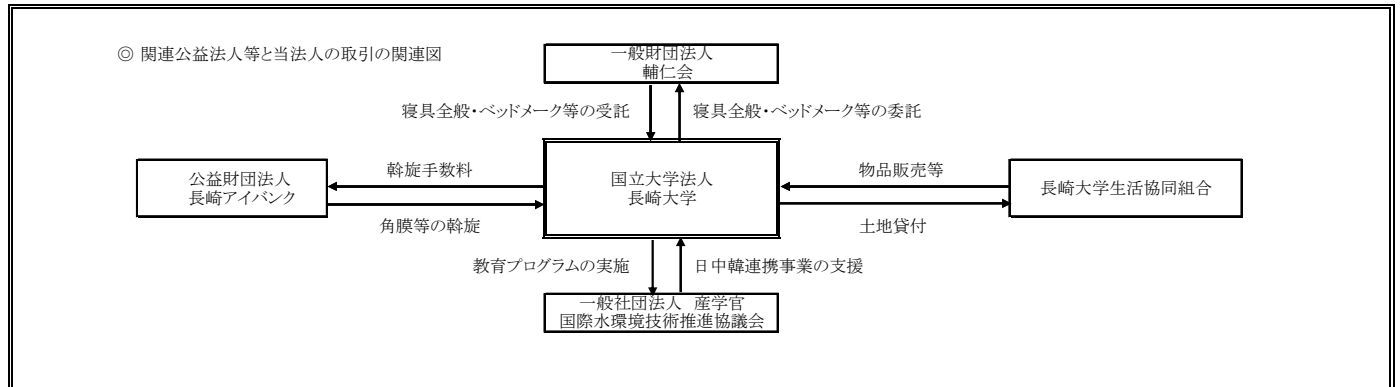 ◎ 関連公益法人等と当法人の取引の関連図
一般財団法人
輔仁会
寝具全般・ベッドメーク等の受託
寝具全般・ベッドメーク等の委託
公益財団法人
長崎アイバンク
斡旋手数料
角膜等の斡旋
国立大学法人
長崎大学
物品販売等
土地貸付
長崎大学生活協同組合
教育プログラムの実施
日中韓連携事業の支援
一般社団法人　産学官
国際水環境技術推進協議会